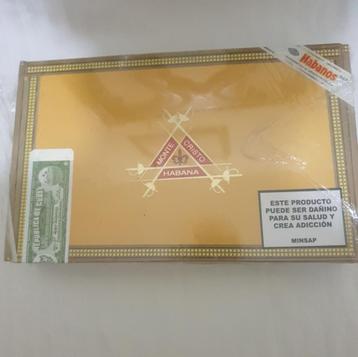 Habanos
MONTE CRISTO
HABANA
REPUBLICA DE CUBA
ESTE PRODUCTO
PUEDE SER DAÑINO
PARA SU SALUD Y
CREA ADICCIÓN
MINSAP